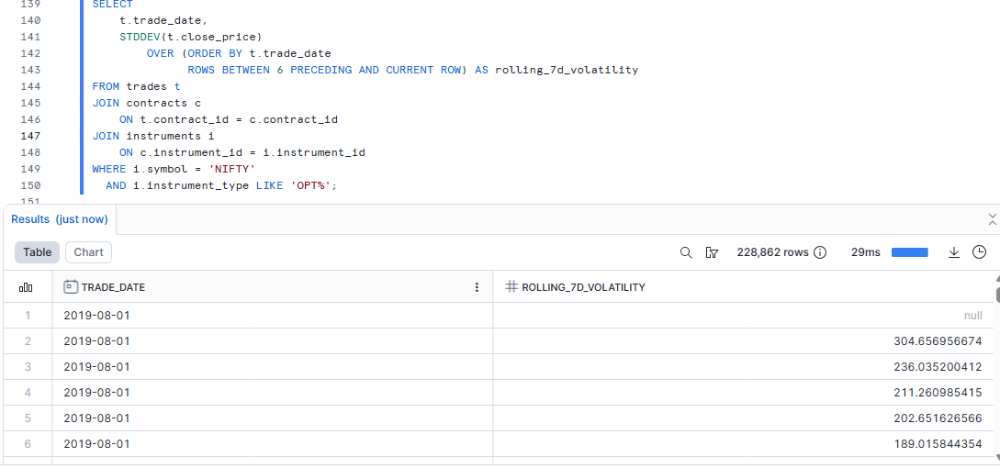 139 SELECT
140 t.trade_date,
141 STDDEV(t.close_price)
142 OVER (ORDER BY t.trade_date
143 ROWS BETWEEN 6 PRECEDING AND CURRENT ROW) AS rolling_7d_volatility
144 FROM trades t
145 JOIN contracts c
146 ON t.contract_id = c.contract_id
147 JOIN instruments i
148 ON c.instrument_id = i.instrument_id
149 WHERE i.symbol = 'NIFTY'
150 AND i.instrument_type LIKE 'OPT%';
151
Results (just now)
Table Chart 228,862 rows 29ms
TRADE_DATE ROLLING_7D_VOLATILITY
1 2019-08-01 null
2 2019-08-01 304.656956674
3 2019-08-01 236.035200412
4 2019-08-01 211.260985415
5 2019-08-01 202.651626566
6 2019-08-01 189.015844354